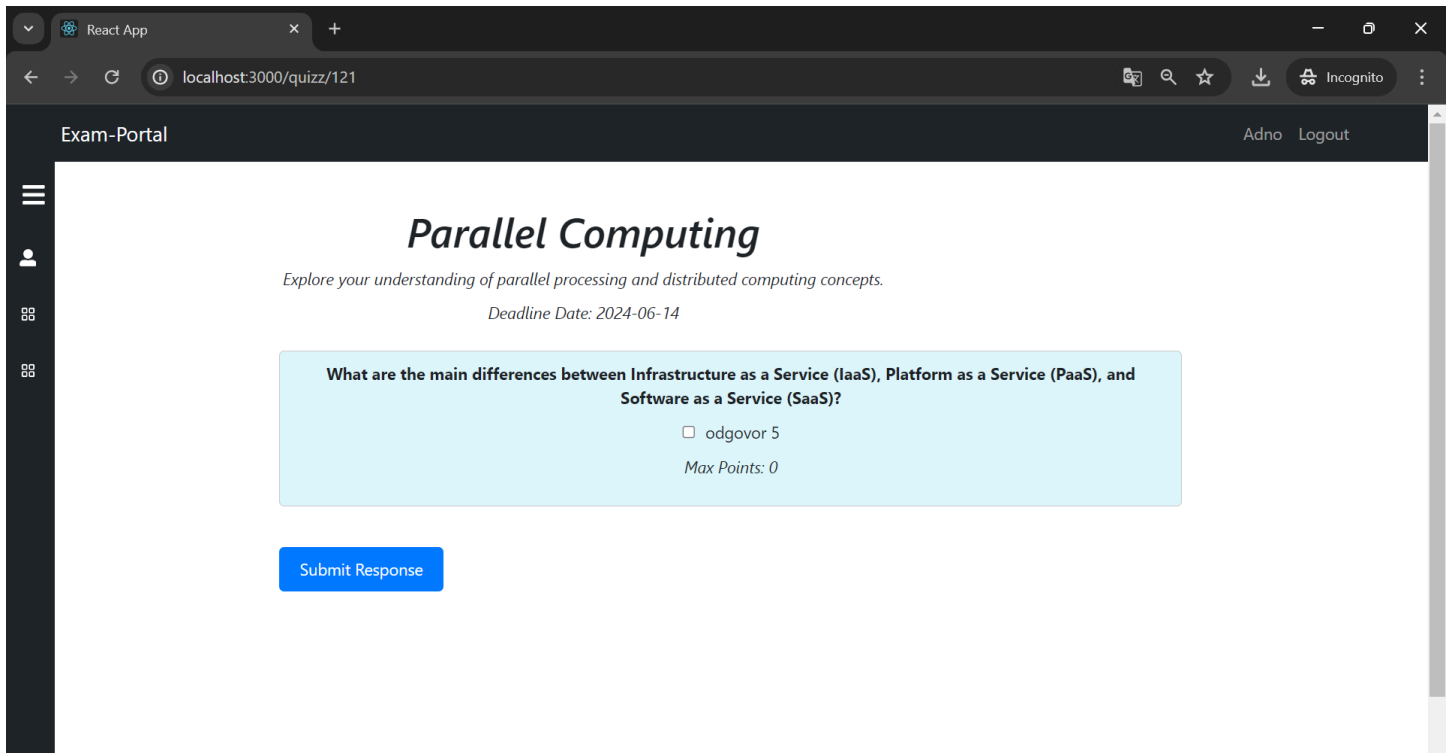 React App
localhost:3000/quizz/121
Incognito
Exam-Portal
Adno Logout
Parallel Computing
Explore your understanding of parallel processing and distributed computing concepts.
Deadline Date: 2024-06-14
What are the main differences between Infrastructure as a Service (IaaS), Platform as a Service (PaaS), and
Software as a Service (SaaS)?
odgovor 5
Max Points: 0
Submit Response